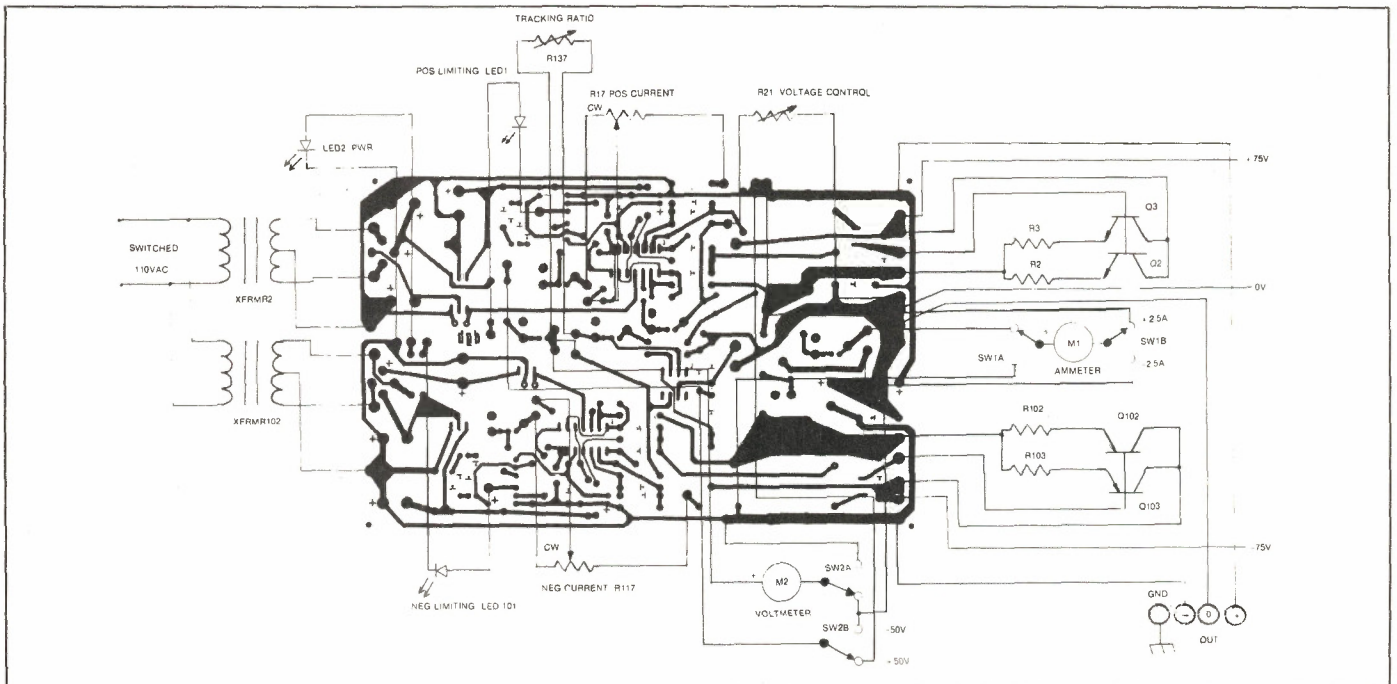 TRACKING RATIO
R137
POS LIMITING LED1
R17 POS CURRENT
CW
R21 VOLTAGE CONTROL
LED2 PWR
+ 75V
SWITCHED
110VAC
XFRMR2
Q3
R3
R2
Q2
0V
+ 2.5A
M1
SW1B
SW1A
AMMETER
- 2.5A
XFRMR102
R102
Q102
R103
Q103
CW
NEG CURRENT R117
NEG LIMITING LED 101
+
M2
SW2A
VOLTMETER
SW2B
-50V
+ 50V
-75V
GND
- 0 +
OUT